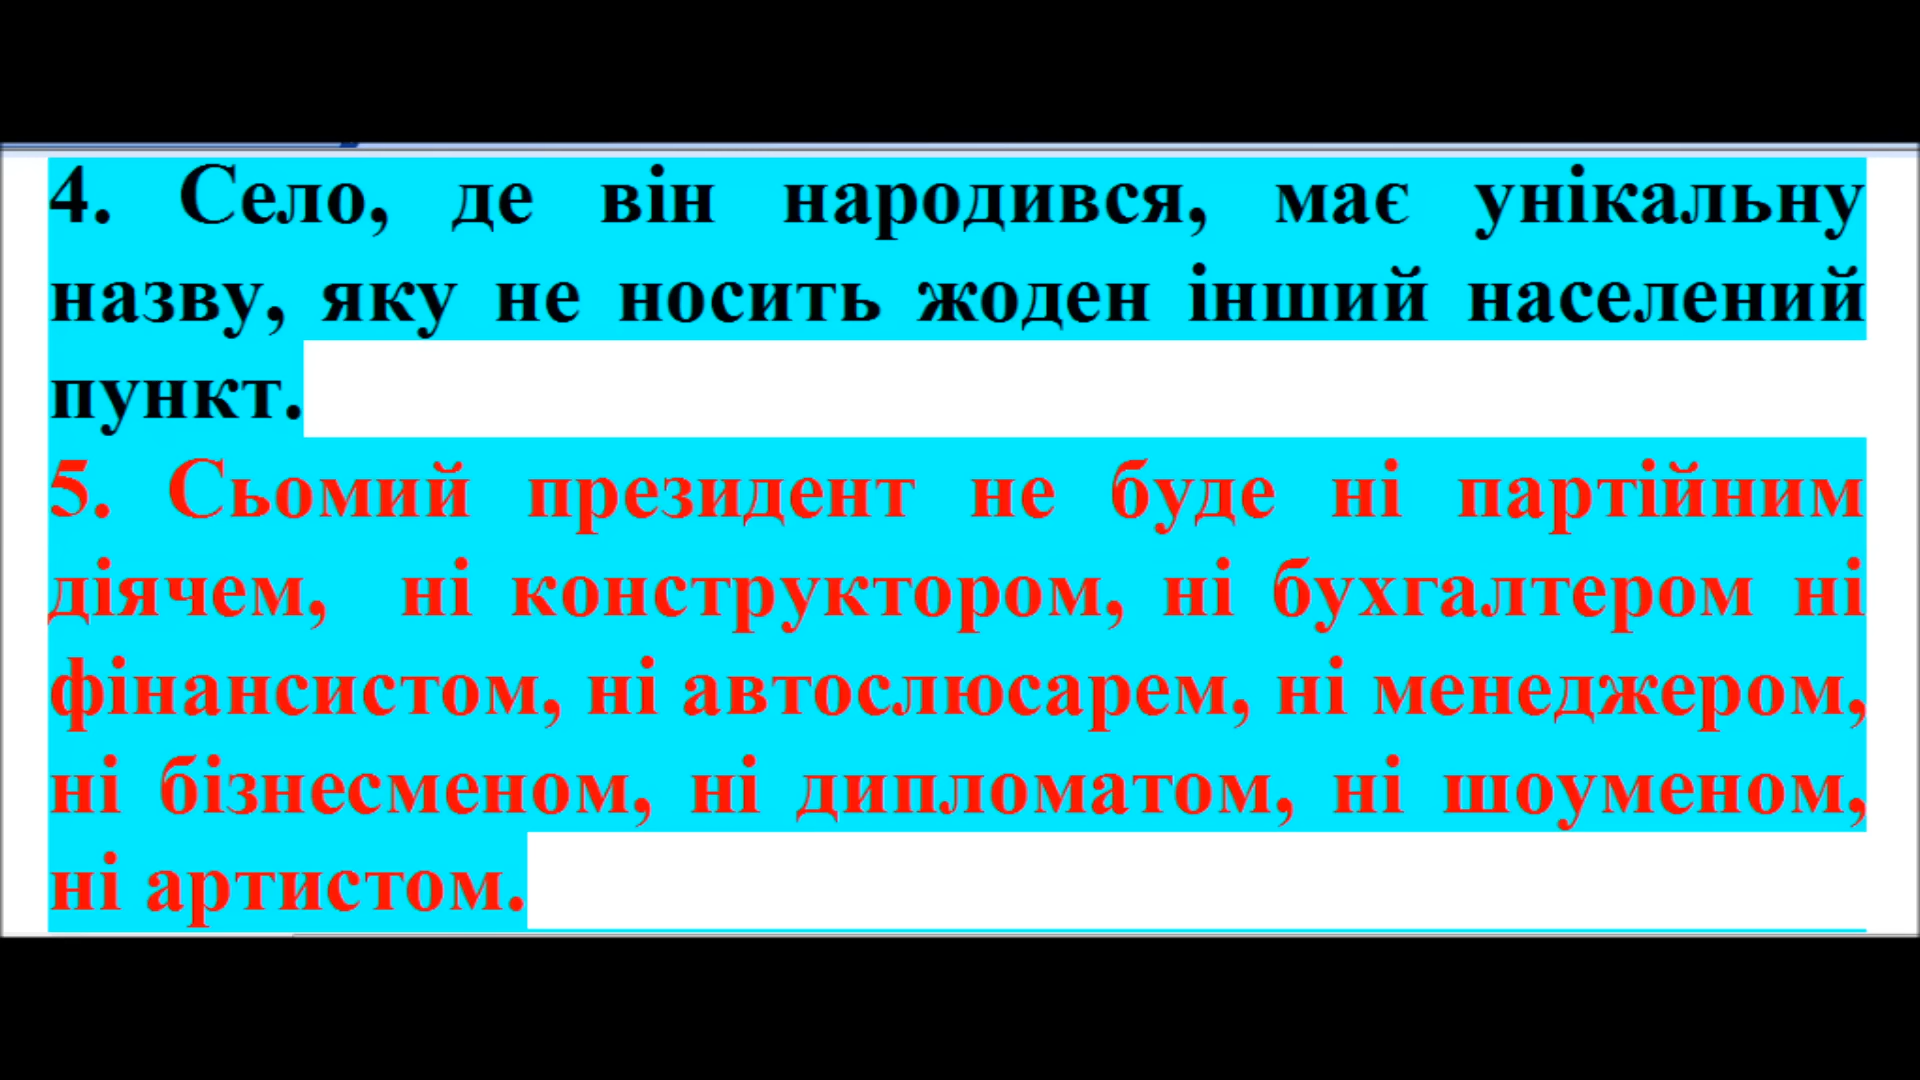 4. Село, де він народився, має унікальну
назву, яку не носить жоден інший населений
пункт.
5. Сьомий президент не буде ні партійним
діячем, ні конструктором, ні бухгалтером ні
фінансистом, ні автослюсарем, ні менеджером,
ні бізнесменом, ні дипломатом, ні шоуменом,
ні артистом.